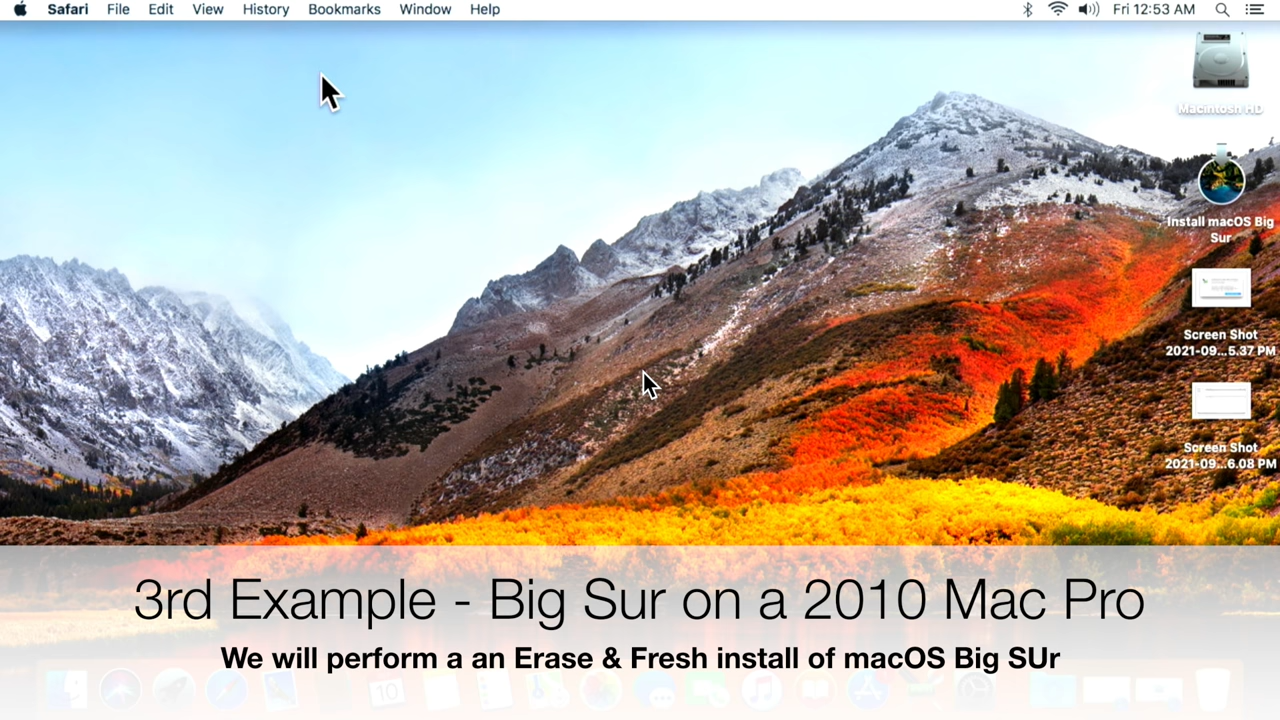 Safari File Edit View History Bookmarks Window Help Fri 12:53 AM
Macintosh HD
Install macOS Big
Sur
Screen Shot
2021-09...5.37 PM
Screen Shot
2021-09...6.08 PM
3rd Example - Big Sur on a 2010 Mac Pro
We will perform a an Erase & Fresh install of macOS Big SUr
10